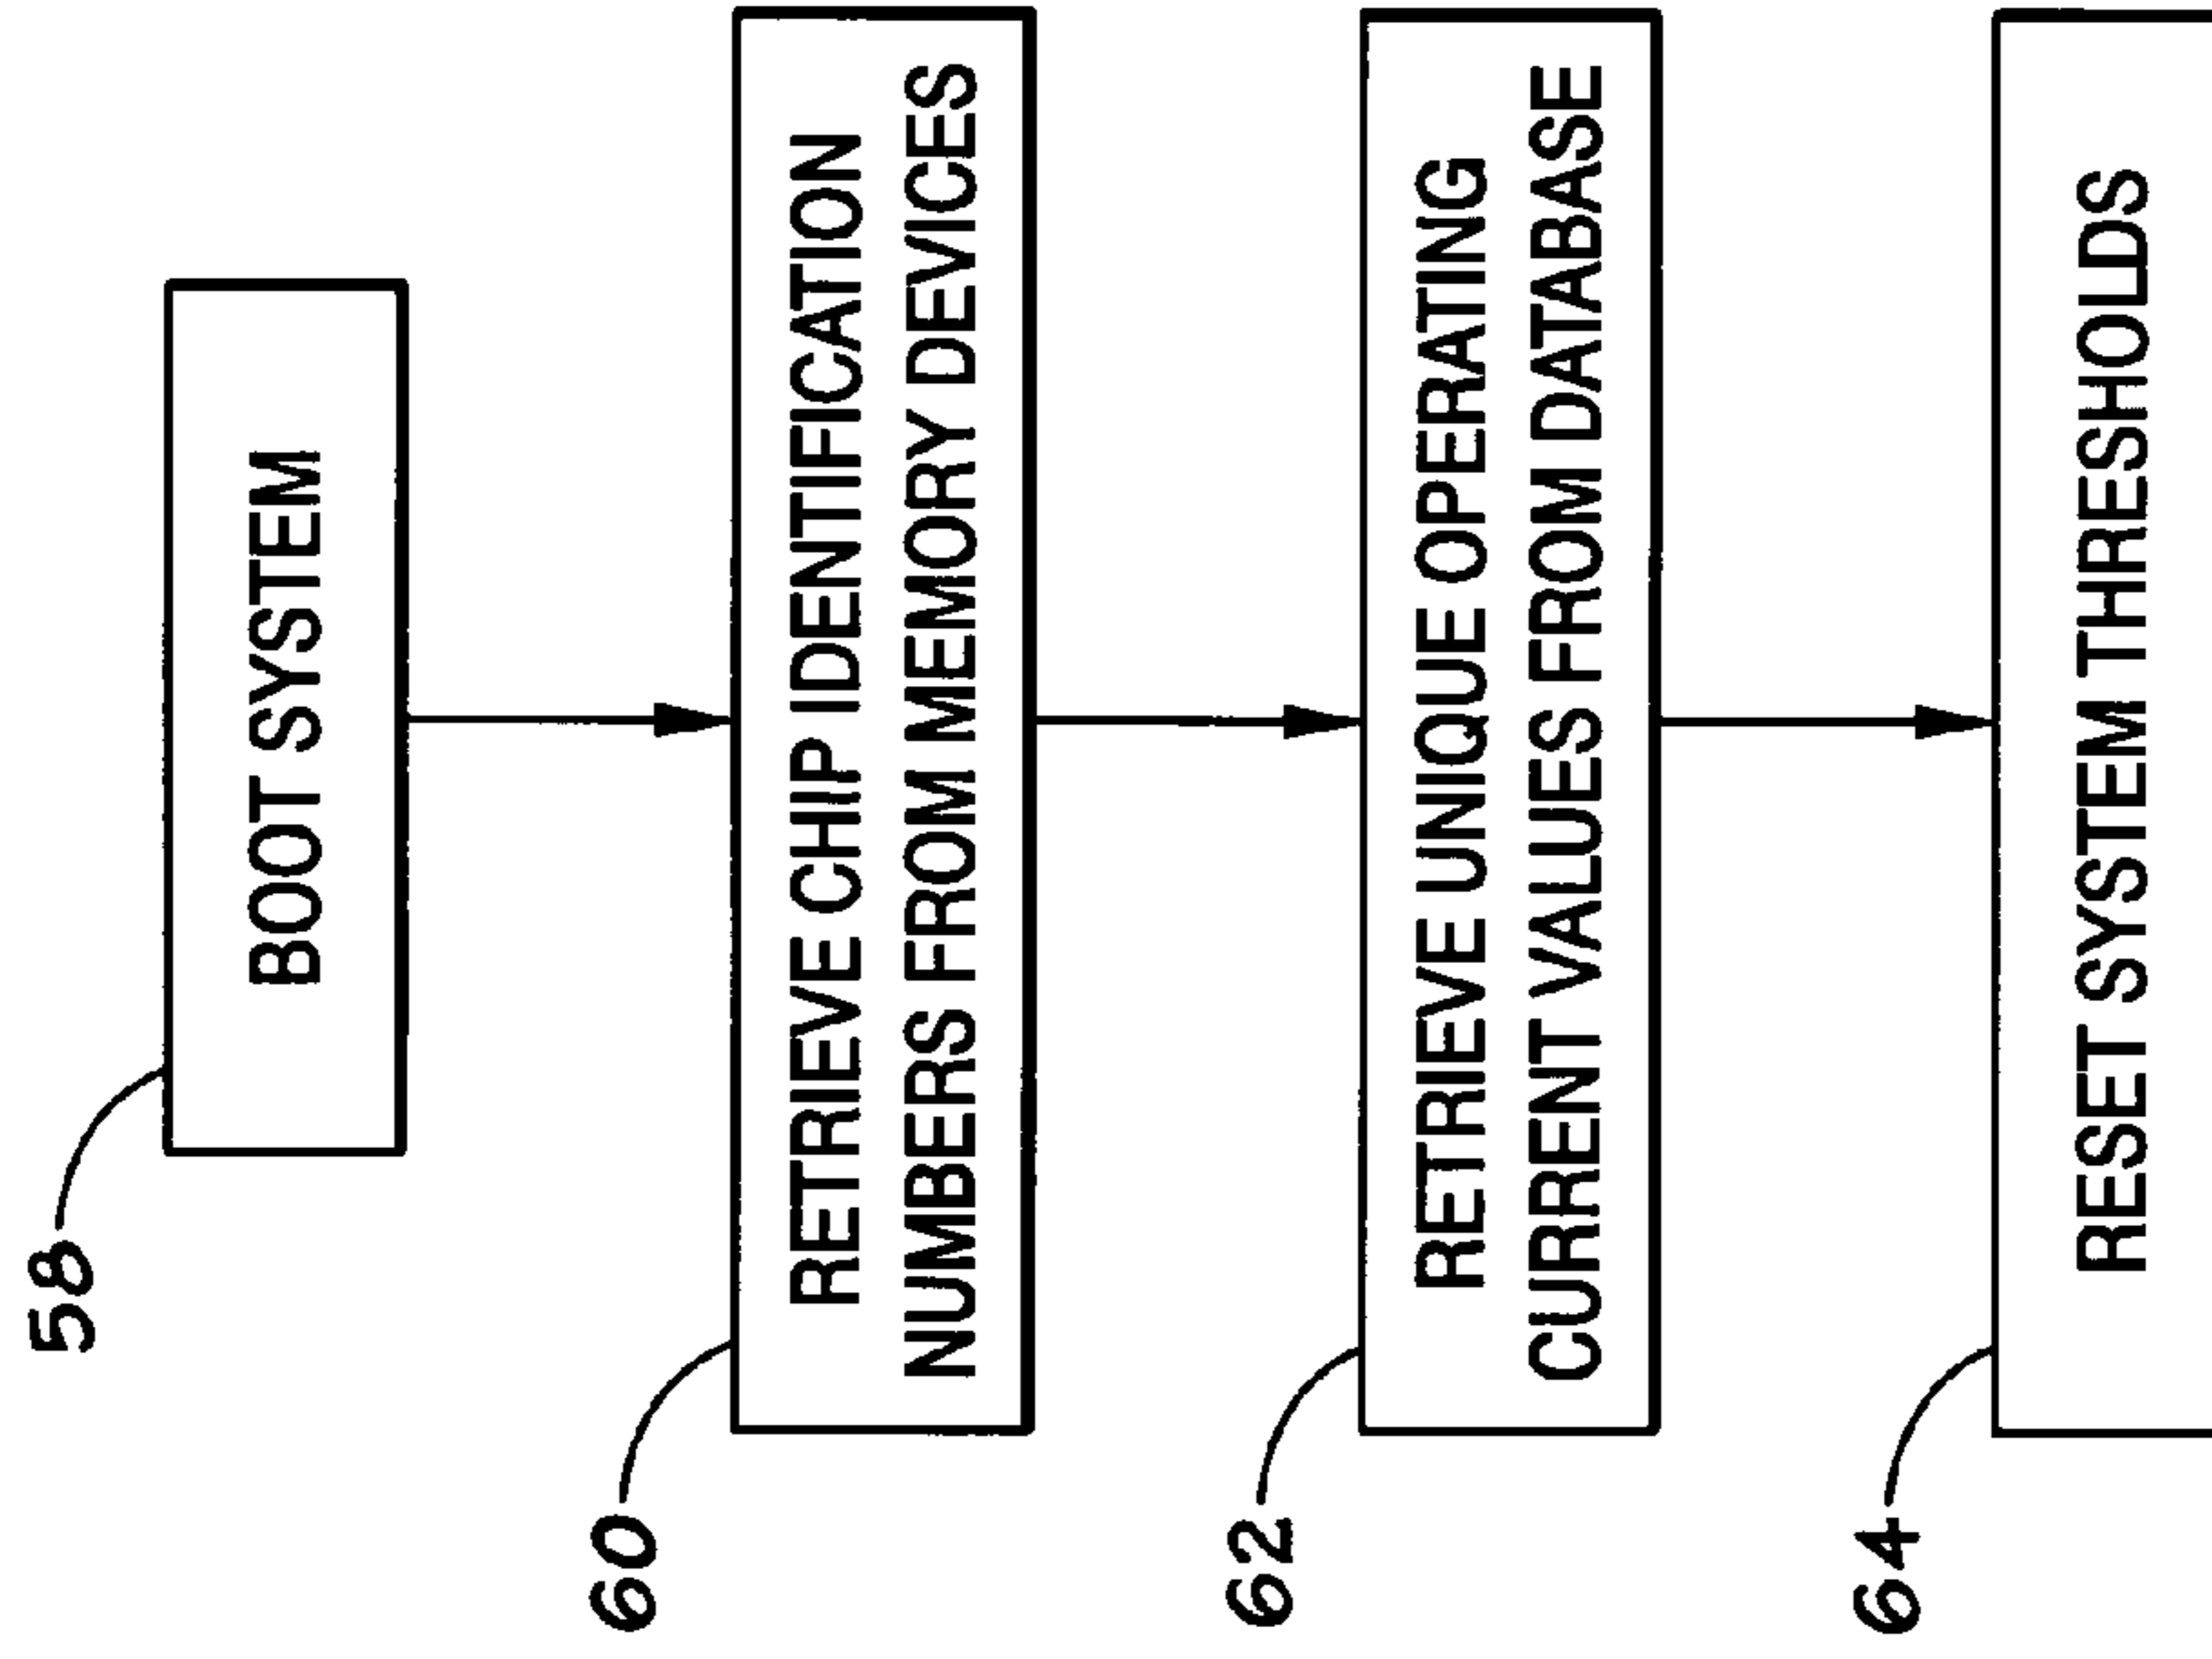 58
BOOT SYSTEM
60
RETRIEVE CHIP IDENTIFICATION
NUMBERS FROM MEMORY DEVICES
62
RETRIEVE UNIQUE OPERATING
CURRENT VALUES FROM DATABASE
64
RESET SYSTEM THRESHOLDS